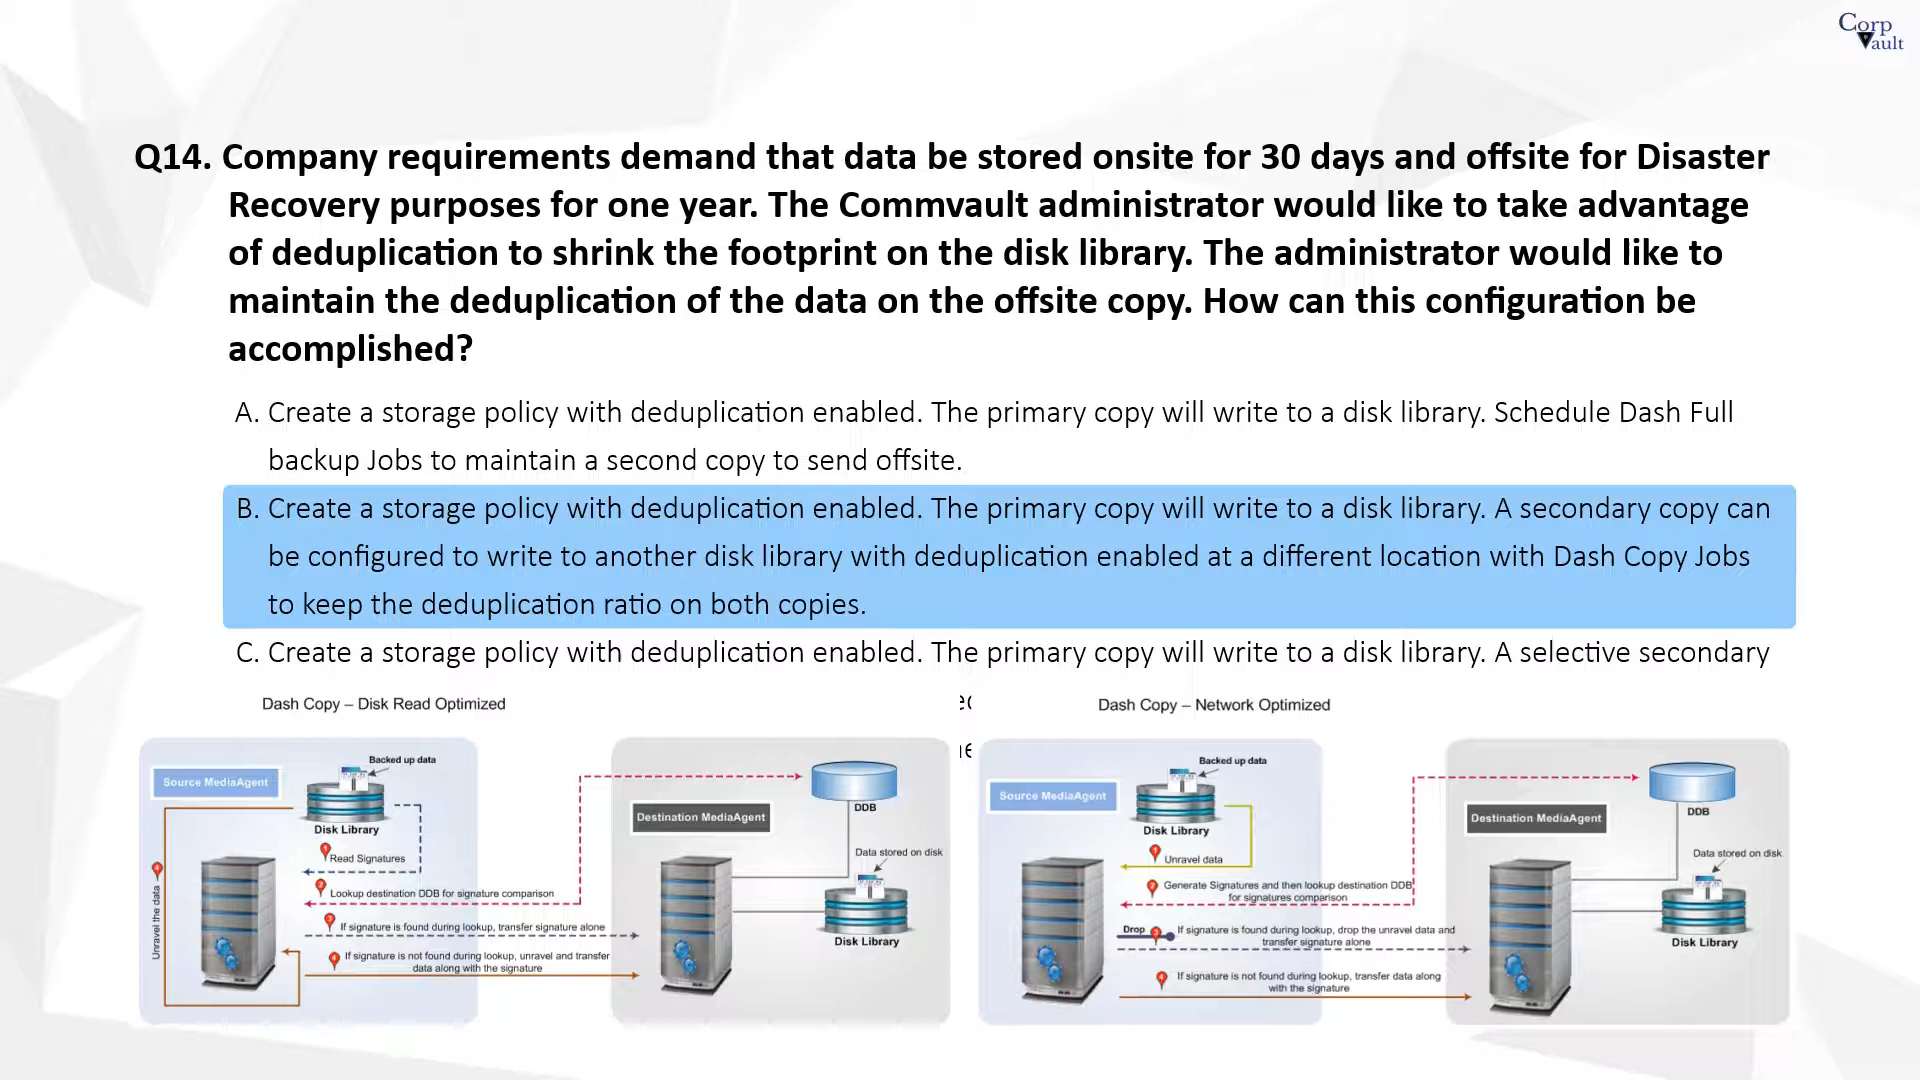 Corp
Vault
Q14. Company requirements demand that data be stored onsite for 30 days and offsite for Disaster
Recovery purposes for one year. The Commvault administrator would like to take advantage
of deduplication to shrink the footprint on the disk library. The administrator would like to
maintain the deduplication of the data on the offsite copy. How can this configuration be
accomplished?
A. Create a storage policy with deduplication enabled. The primary copy will write to a disk library. Schedule Dash Full
backup Jobs to maintain a second copy to send offsite.
B. Create a storage policy with deduplication enabled. The primary copy will write to a disk library. A secondary copy can
be configured to write to another disk library with deduplication enabled at a different location with Dash Copy Jobs
to keep the deduplication ratio on both copies.
C. Create a storage policy with deduplication enabled. The primary copy will write to a disk library. A selective secondary
Dash Copy – Disk Read Optimized
Source MediaAgent
Backed up data
Disk Library
1 Read Signatures
2 Lookup destination DDB for signature comparison
3 If signature is found during lookup, transfer signature alone
4 If signature is not found during lookup, unravel and transfer
data along with the signature
4 Unravel the data
Destination MediaAgent
DDB
Data stored on disk
Disk Library
Dash Copy – Network Optimized
Source MediaAgent
Backed up data
Disk Library
1 Unravel data
2 Generate Signatures and then lookup destination DDB
for signatures comparison
Drop 3 If signature is found during lookup, drop the unravel data and
transfer signature alone
4 If signature is not found during lookup, transfer data along
with the signature
Destination MediaAgent
DDB
Data stored on disk
Disk Library